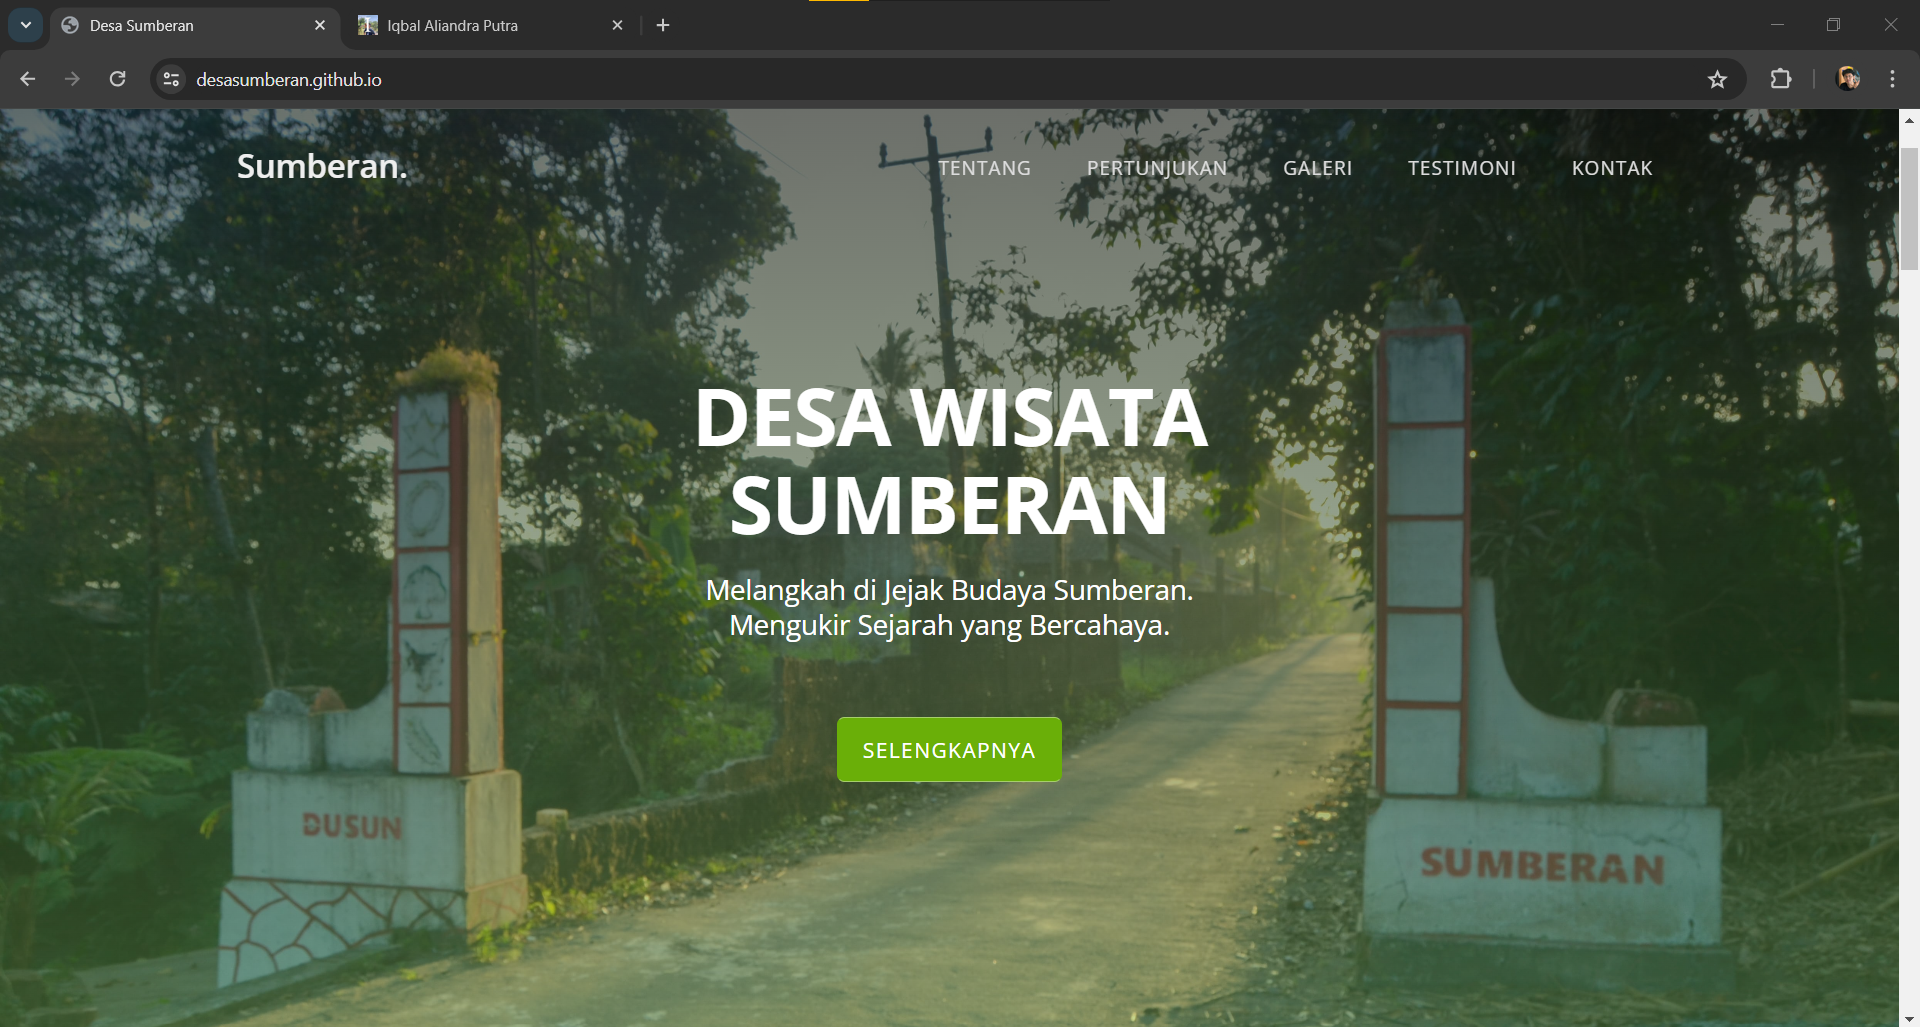 Desa Sumberan
Iqbal Aliandra Putra
desasumberan.github.io
Sumberan.
TENTANG
PERTUNJUKAN
GALERI
TESTIMONI
KONTAK
DESA WISATA
SUMBERAN
Melangkah di Jejak Budaya Sumberan.
Mengukir Sejarah yang Bercahaya.
SELENGKAPNYA
DUSUN
SUMBERAN